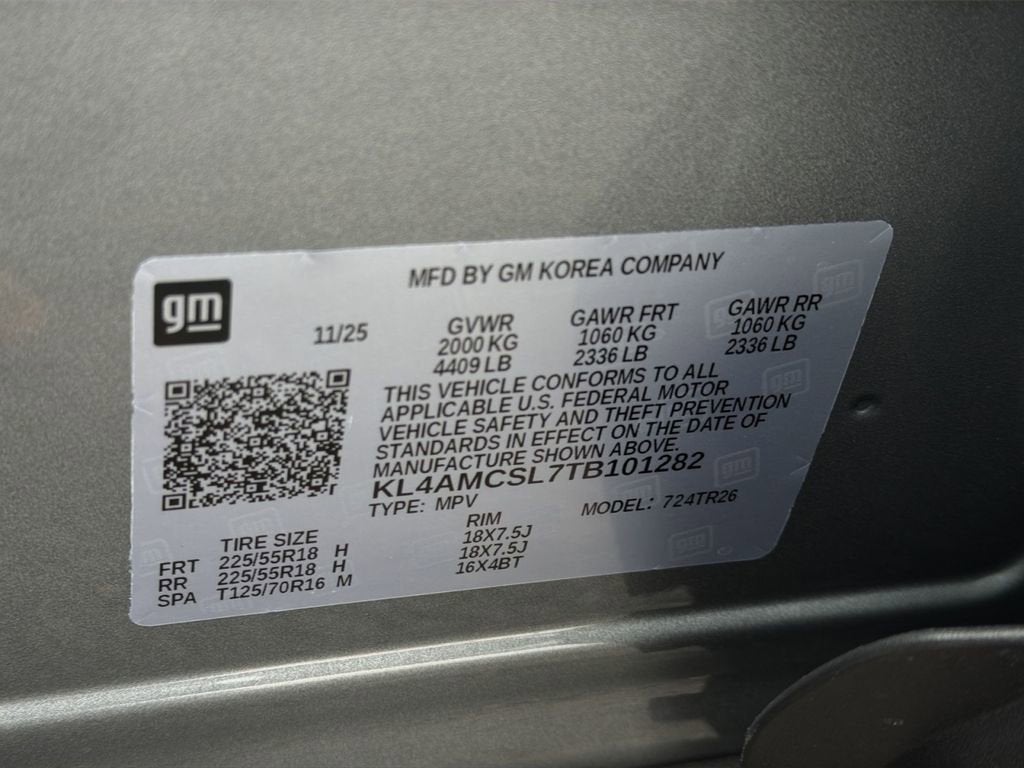 MFD BY GM KOREA COMPANY
gm
11/25
GVWR
2000 KG
4409 LB
GAWR FRT
1060 KG
2336 LB
GAWR RR
1060 KG
2336 LB
THIS VEHICLE CONFORMS TO ALL
APPLICABLE U.S. FEDERAL MOTOR
VEHICLE SAFETY AND THEFT PREVENTION
STANDARDS IN EFFECT ON THE DATE OF
MANUFACTURE SHOWN ABOVE.
KL4AMCSL7TB101282
TYPE: MPV MODEL: 724TR26
TIRE SIZE RIM
FRT 225/55R18 H 18X7.5J
RR 225/55R18 H 18X7.5J
SPA T125/70R16 M 16X4BT